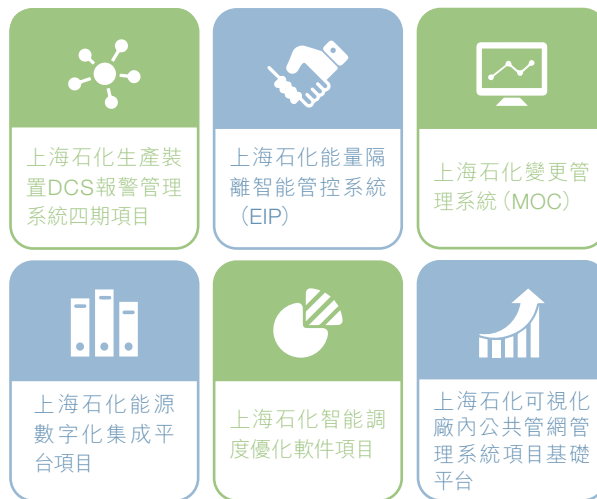 上海石化生產裝
置DCS報警管理
系統四期項目
上海石化能量隔
離智能管控系統
（EIP）
上海石化變更管
理系統（MOC）
上海石化能源
數字化集成平
台項目
上海石化智能調
度優化軟件項目
上海石化可視化
廠內公共管網管
理系統項目基礎
平台